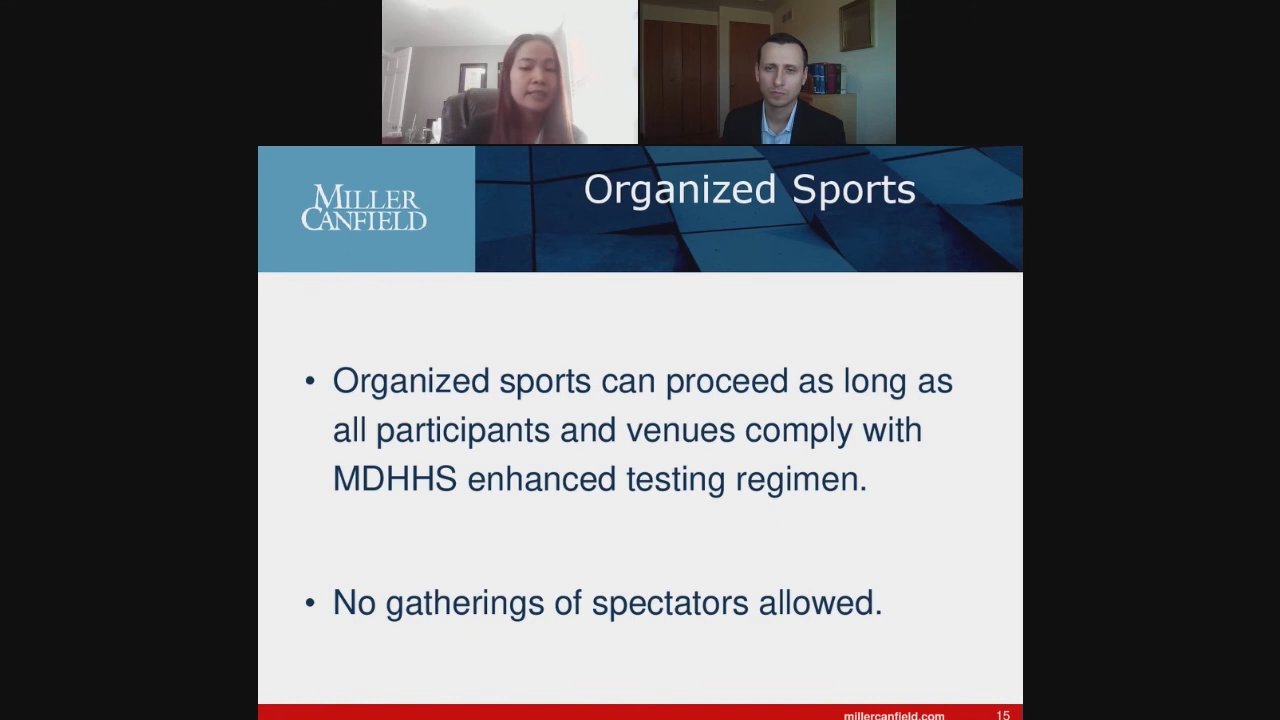 MILLER
CANFIELD
Organized Sports
• Organized sports can proceed as long as
all participants and venues comply with
MDHHS enhanced testing regimen.
• No gatherings of spectators allowed.
millercanfield.com
15